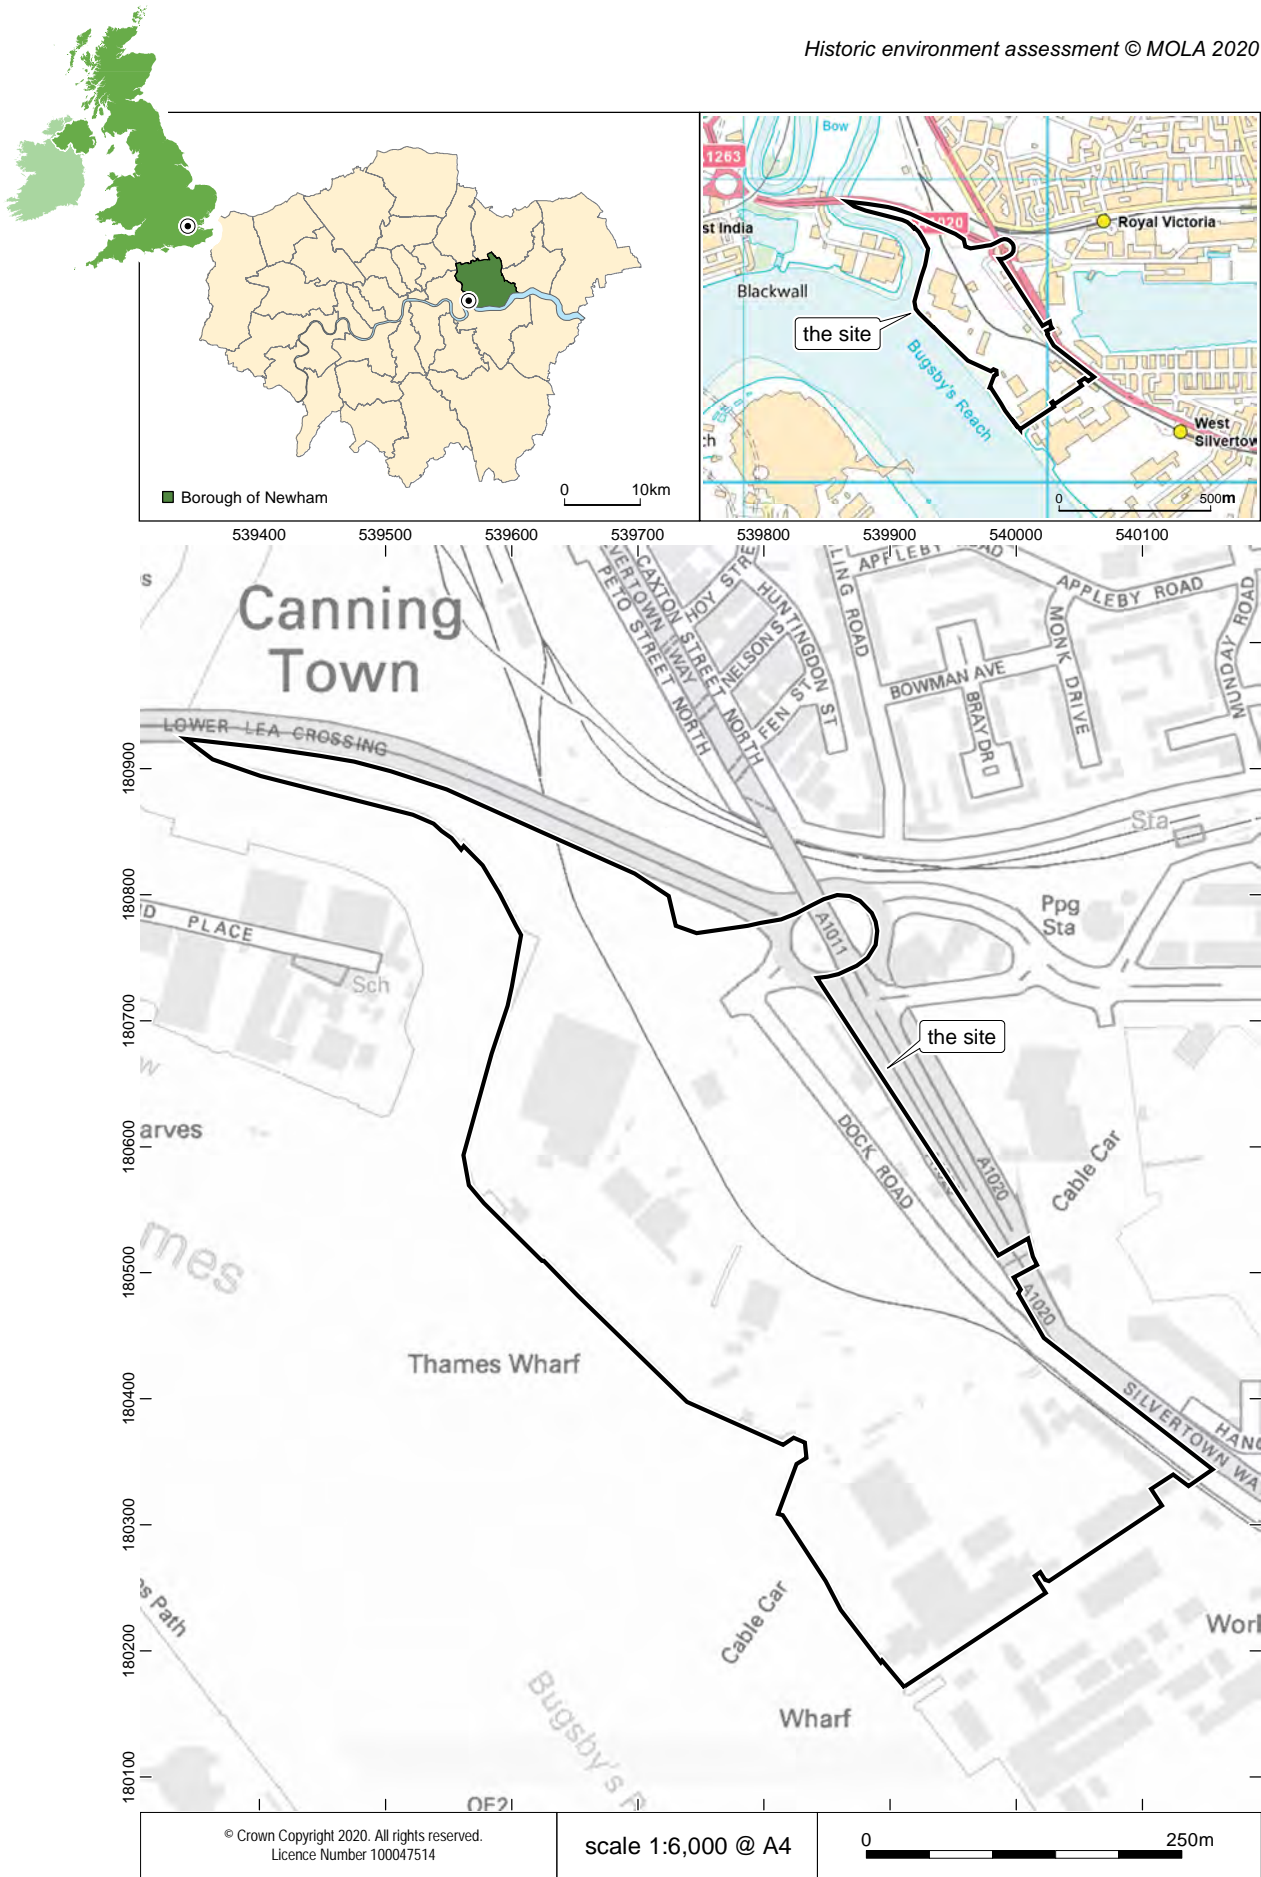 Historic environment assessment © MOLA 2020
Borough of Newham
0 10km
Bow
1263
1020
st India
Royal Victoria
Blackwall
the site
Bugsby's Reach
West
Silvertow
ch
0 500m
539400 539500 539600 539700 539800 539900 540000 540100
Canning
Town
LOWER LEA CROSSING
PETO STREET NORTH
VERTOWN WAY
CAXTON STREET NORTH
HOY STRE
NELSON S
FEN ST
HUNTINGDON ST
LING ROAD
APPLEBY ROAD
APPLEBY ROAD
BOWMAN AVE
BRAY DR
MONK DRIVE
MUNDAY ROAD
Sta
Ppg
Sta
A1011
D PLACE
Sch
the site
w
arves
DOCK ROAD
A1020
Cable Car
mes
A1020
Thames Wharf
SILVERTOWN WA
HANG
es Path
Cable Car
Wharf
Bugsby's R
180900
180800
180700
180600
180500
180400
180300
180200
180100
© Crown Copyright 2020. All rights reserved.
Licence Number 100047514
scale 1:6,000 @ A4
0 250m